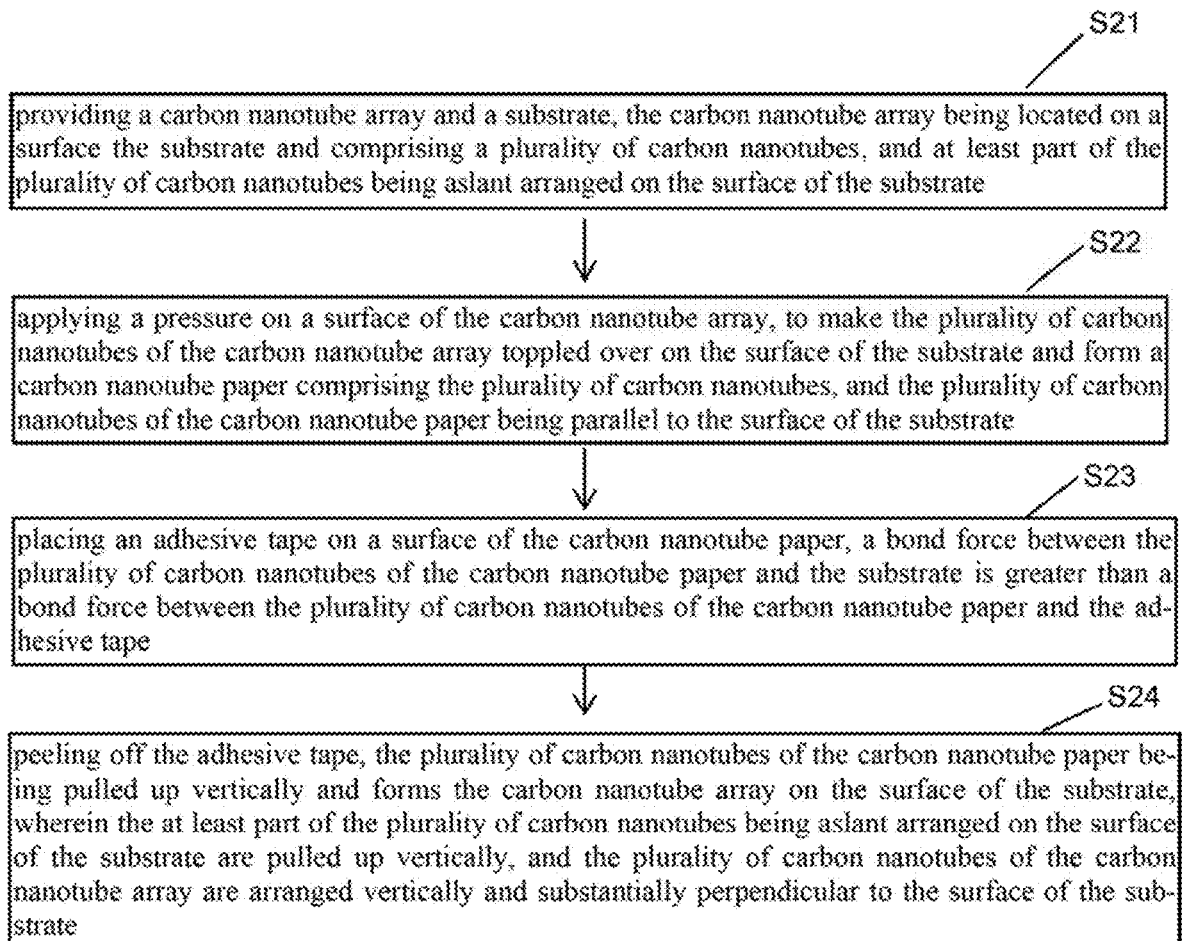 S21
providing a carbon nanotube array and a substrate, the carbon nanotube array being located on a
surface the substrate and comprising a plurality of carbon nanotubes, and at least part of the
plurality of carbon nanotubes being aslant arranged on the surface of the substrate
S22
applying a pressure on a surface of the carbon nanotube array, to make the plurality of carbon
nanotubes of the carbon nanotube array toppled over on the surface of the substrate and form a
carbon nanotube paper comprising the plurality of carbon nanotubes, and the plurality of carbon
nanotubes of the carbon nanotube paper being parallel to the surface of the substrate
S23
placing an adhesive tape on a surface of the carbon nanotube paper, a bond force between the
plurality of carbon nanotubes of the carbon nanotube paper and the substrate is greater than a
bond force between the plurality of carbon nanotubes of the carbon nanotube paper and the ad-
hesive tape
S24
peeling off the adhesive tape, the plurality of carbon nanotubes of the carbon nanotube paper be-
ing pulled up vertically and forms the carbon nanotube array on the surface of the substrate,
wherein the at least part of the plurality of carbon nanotubes being aslant arranged on the surface
of the substrate are pulled up vertically, and the plurality of carbon nanotubes of the carbon
nanotube array are arranged vertically and substantially perpendicular to the surface of the sub-
strate